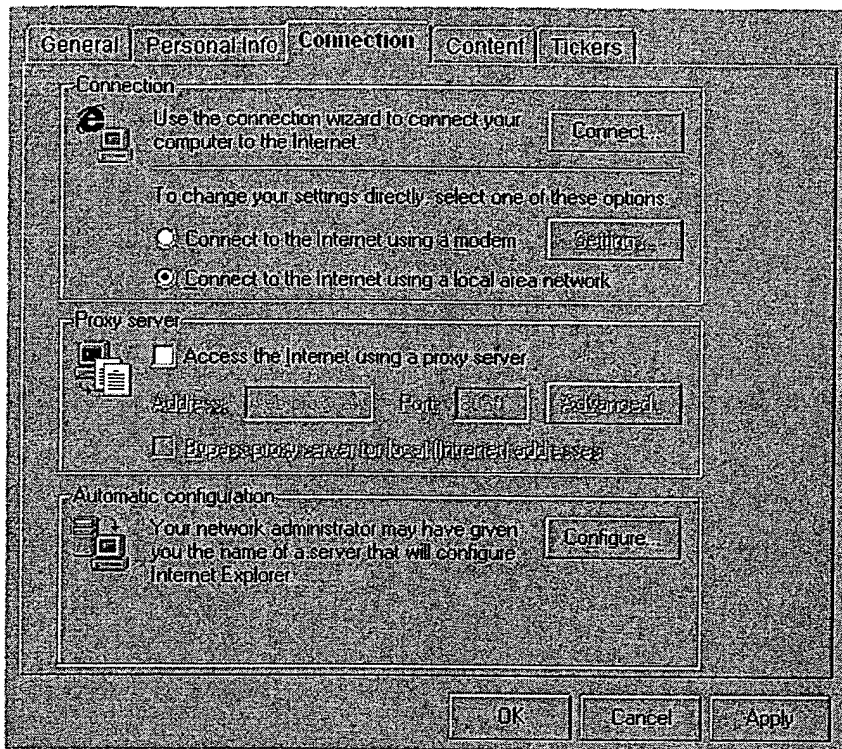 General Personal Info Connection Content Tickers
Connection
Use the connection wizard to connect your
computer to the Internet.
Connect...
To change your settings directly, select one of these options
Connect to the Internet using a modem
Settings...
Connect to the Internet using a local area network
Proxy server
Access the Internet using a proxy server
Address: Port: Advanced...
Bypass proxy server for local (Intranet) addresses
Automatic configuration
Your network administrator may have given
you the name of a server that will configure
Internet Explorer.
Configure...
OK Cancel Apply